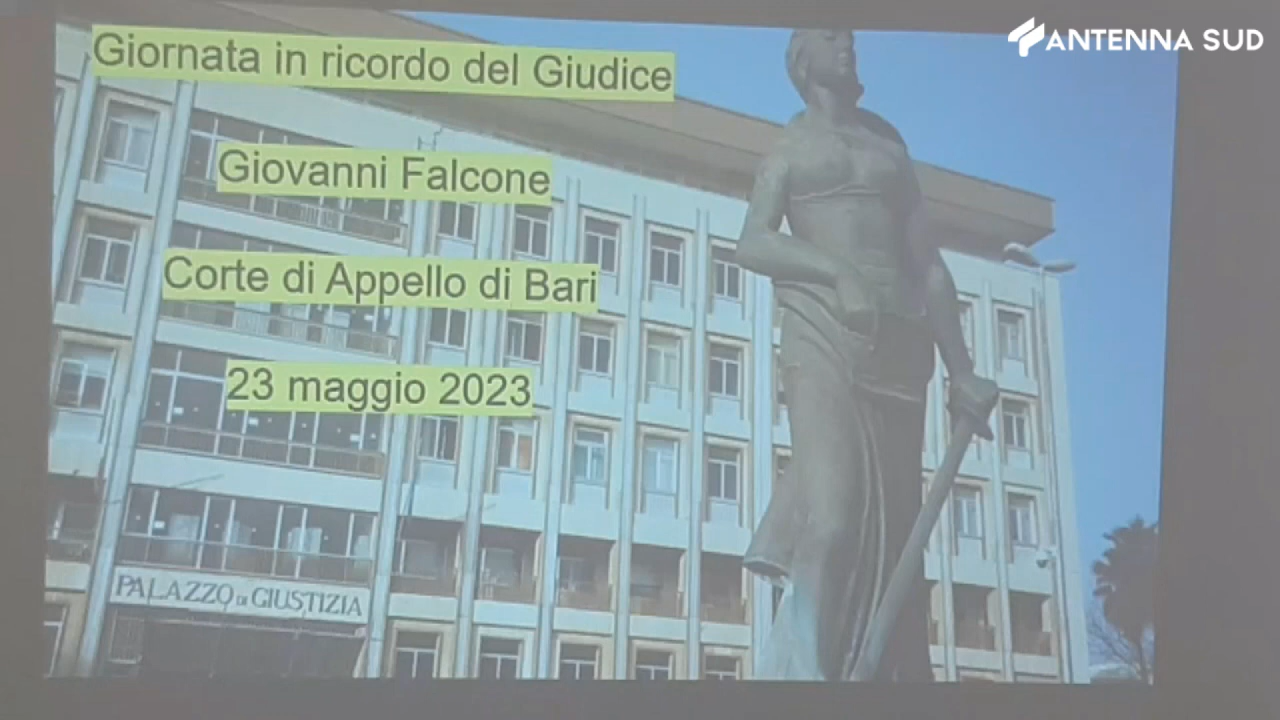 ANTENNA SUD
Giornata in ricordo del Giudice
Giovanni Falcone
Corte di Appello di Bari
23 maggio 2023
PALAZZO DI GIUSTIZIA